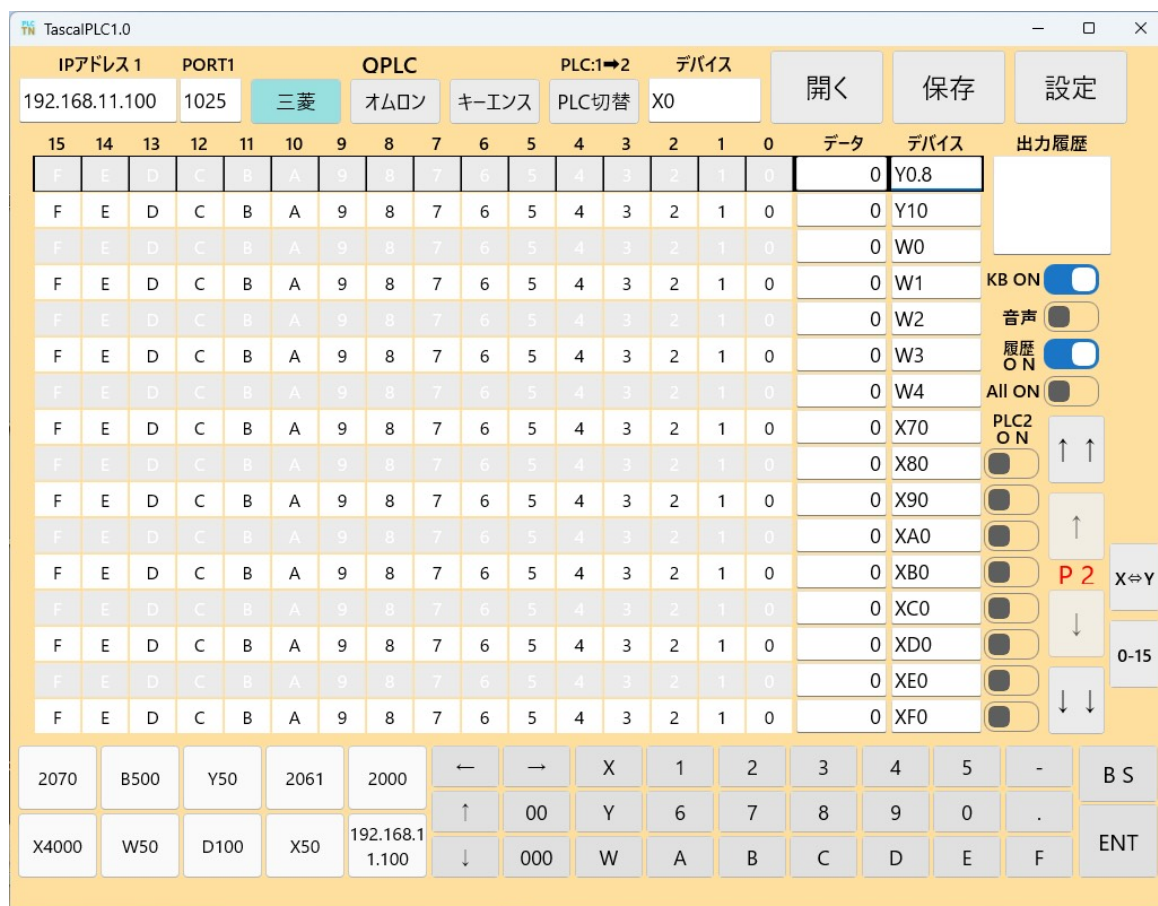 PLC TN TascalPLC1.0
IPアドレス1 PORT1 QPLC PLC:1➡2 デバイス
192.168.11.100 1025 三菱 オムロン キーエンス PLC切替 X0 開く 保存 設定
15 14 13 12 11 10 9 8 7 6 5 4 3 2 1 0 データ デバイス 出力履歴
F E D C B A 9 8 7 6 5 4 3 2 1 0 0 Y0.8
F E D C B A 9 8 7 6 5 4 3 2 1 0 0 Y10
F E D C B A 9 8 7 6 5 4 3 2 1 0 0 W0
F E D C B A 9 8 7 6 5 4 3 2 1 0 0 W1 KB ON
F E D C B A 9 8 7 6 5 4 3 2 1 0 0 W2 音声
F E D C B A 9 8 7 6 5 4 3 2 1 0 0 W3 履歴
ON
F E D C B A 9 8 7 6 5 4 3 2 1 0 0 W4 All ON
F E D C B A 9 8 7 6 5 4 3 2 1 0 0 X70 PLC2
ON ↑↑
F E D C B A 9 8 7 6 5 4 3 2 1 0 0 X80
F E D C B A 9 8 7 6 5 4 3 2 1 0 0 X90
F E D C B A 9 8 7 6 5 4 3 2 1 0 0 XA0 ↑
F E D C B A 9 8 7 6 5 4 3 2 1 0 0 XB0 P 2 X⇔Y
F E D C B A 9 8 7 6 5 4 3 2 1 0 0 XC0 ↓
F E D C B A 9 8 7 6 5 4 3 2 1 0 0 XD0 0-15
F E D C B A 9 8 7 6 5 4 3 2 1 0 0 XE0
F E D C B A 9 8 7 6 5 4 3 2 1 0 0 XF0 ↓↓
2070 B500 Y50 2061 2000 ← → X 1 2 3 4 5 - BS
↑ 00 Y 6 7 8 9 0 .
X4000 W50 D100 X50 192.168.1
1.100 ↓ 000 W A B C D E F ENT